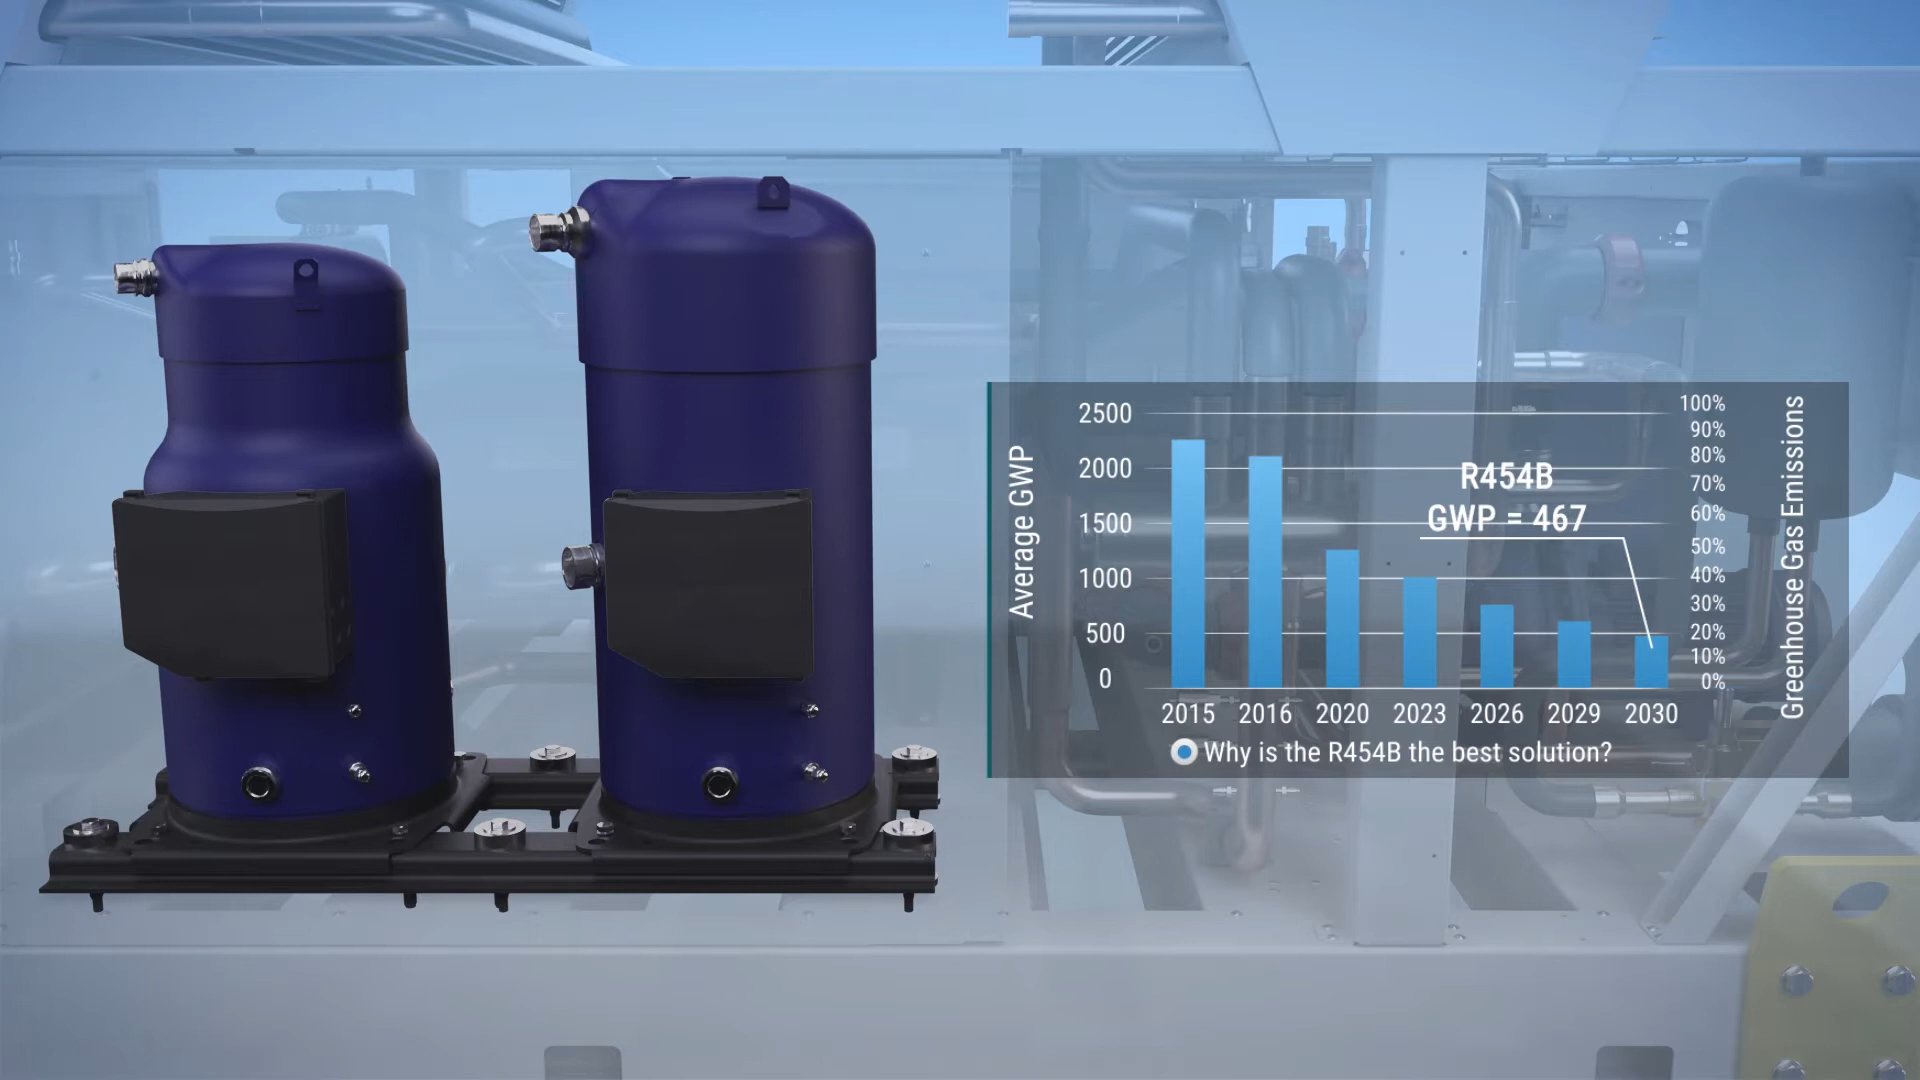 Average GWP
2500
2000
1500
1000
500
0
R454B
GWP = 467
100%
90%
80%
70%
60%
50%
40%
30%
20%
10%
0%
Greenhouse Gas Emissions
2015 2016 2020 2023 2026 2029 2030
Why is the R454B the best solution?